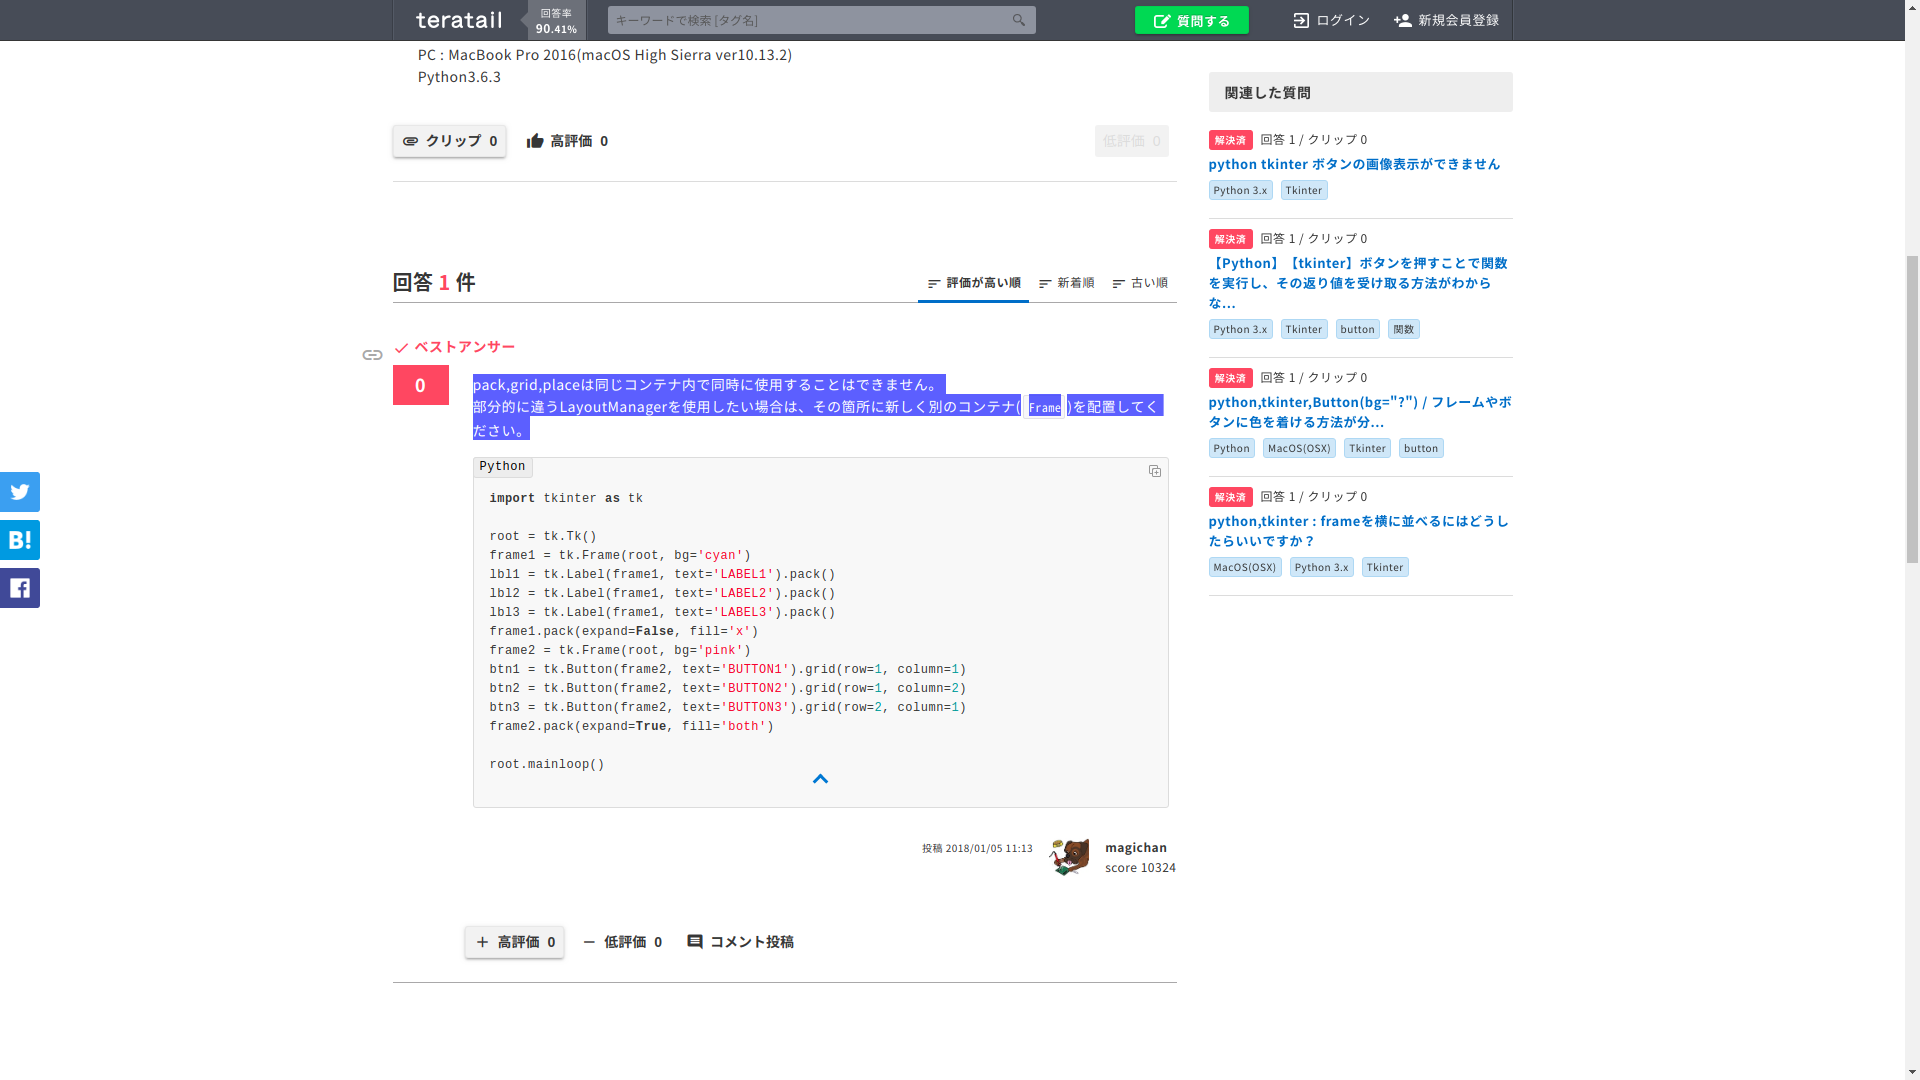 teratail
回答率
90.41%
キーワードで検索 [タグ名]
質問する
ログイン
新規会員登録
PC : MacBook Pro 2016(macOS High Sierra ver10.13.2)
Python3.6.3
クリップ 0
高評価 0
低評価 0
回答 1 件
評価が高い順
新着順
古い順
ベストアンサー
0
pack,grid,placeは同じコンテナ内で同時に使用することはできません。
部分的に違うLayoutManagerを使用したい場合は、その箇所に新しく別のコンテナ( Frame )を配置してく
ださい。
Python
import tkinter as tk
root = tk.Tk()
frame1 = tk.Frame(root, bg='cyan')
lbl1 = tk.Label(frame1, text='LABEL1').pack()
lbl2 = tk.Label(frame1, text='LABEL2').pack()
lbl3 = tk.Label(frame1, text='LABEL3').pack()
frame1.pack(expand=False, fill='x')
frame2 = tk.Frame(root, bg='pink')
btn1 = tk.Button(frame2, text='BUTTON1').grid(row=1, column=1)
btn2 = tk.Button(frame2, text='BUTTON2').grid(row=1, column=2)
btn3 = tk.Button(frame2, text='BUTTON3').grid(row=2, column=1)
frame2.pack(expand=True, fill='both')
root.mainloop()
投稿 2018/01/05 11:13
magichan
score 10324
高評価 0
低評価 0
コメント投稿
B!
関連した質問
解決済 回答 1 / クリップ 0
python tkinter ボタンの画像表示ができません
Python 3.x Tkinter
解決済 回答 1 / クリップ 0
【Python】【tkinter】ボタンを押すことで関数
を実行し、その返り値を受け取る方法がわから
な...
Python 3.x Tkinter button 関数
解決済 回答 1 / クリップ 0
python,tkinter,Button(bg="?") / フレームやボ
タンに色を着ける方法が分...
Python MacOS(OSX) Tkinter button
解決済 回答 1 / クリップ 0
python,tkinter : frameを横に並べるにはどうし
たらいいですか？
MacOS(OSX) Python 3.x Tkinter